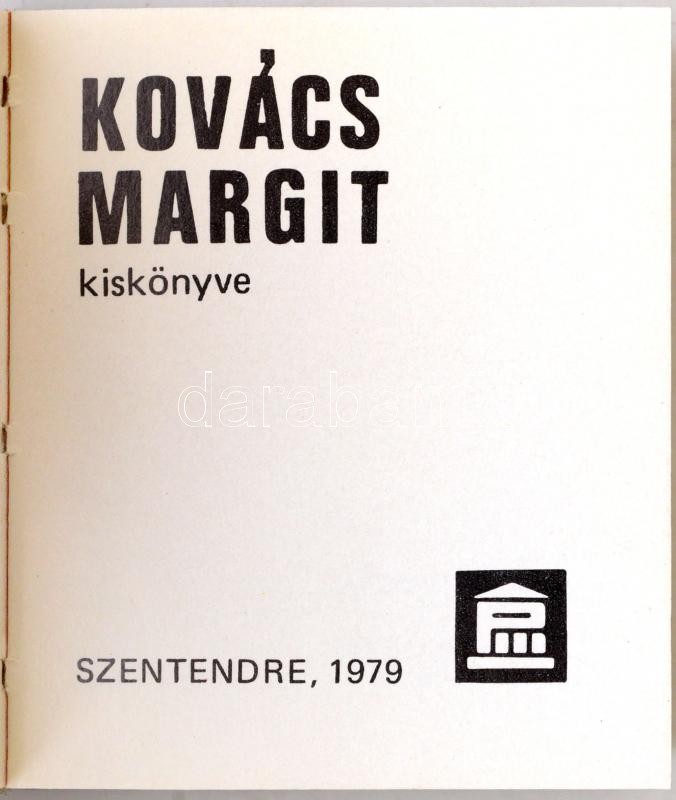 KOVÁCS
MARGIT
kiskönyve
SZENTENDRE, 1979